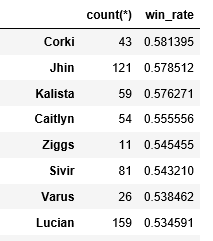 count(*) win_rate
Corki 43 0.581395
Jhin 121 0.578512
Kalista 59 0.576271
Caitlyn 54 0.555556
Ziggs 11 0.545455
Sivir 81 0.543210
Varus 26 0.538462
Lucian 159 0.534591